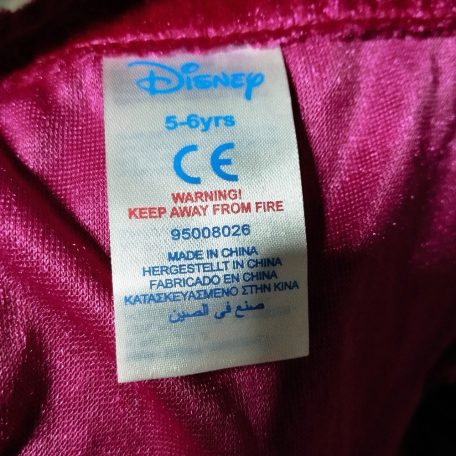 Disney
5-6yrs
CE
WARNING!
KEEP AWAY FROM FIRE
95008026
MADE IN CHINA
HERGESTELLT IN CHINA
FABRICADO EN CHINA
ΚΑΤΑΣΚΕΥΑΣΜΕΝΟ ΣΤΗΝ ΚΙΝΑ
صنع في الصين